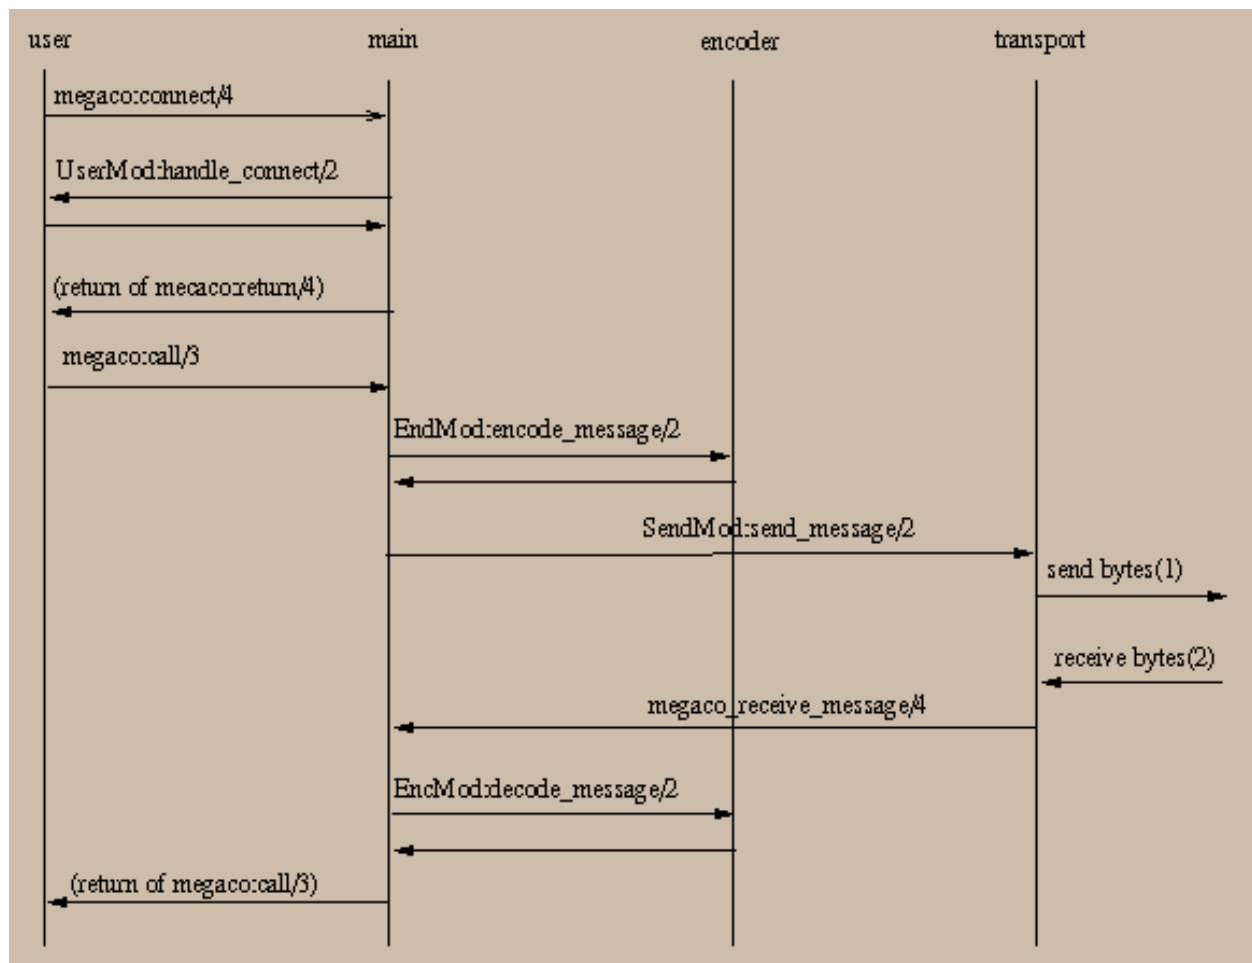 user
main
encoder
transport
megaco:connect/4
UserMod:handle_connect/2
(return of mecaco:return/4)
megaco:call/3
EndMod:encode_message/2
SendMod:send_message/2
send bytes(1)
receive bytes(2)
megaco_receive_message/4
EncMod:decode_message/2
(return of megaco:call/3)